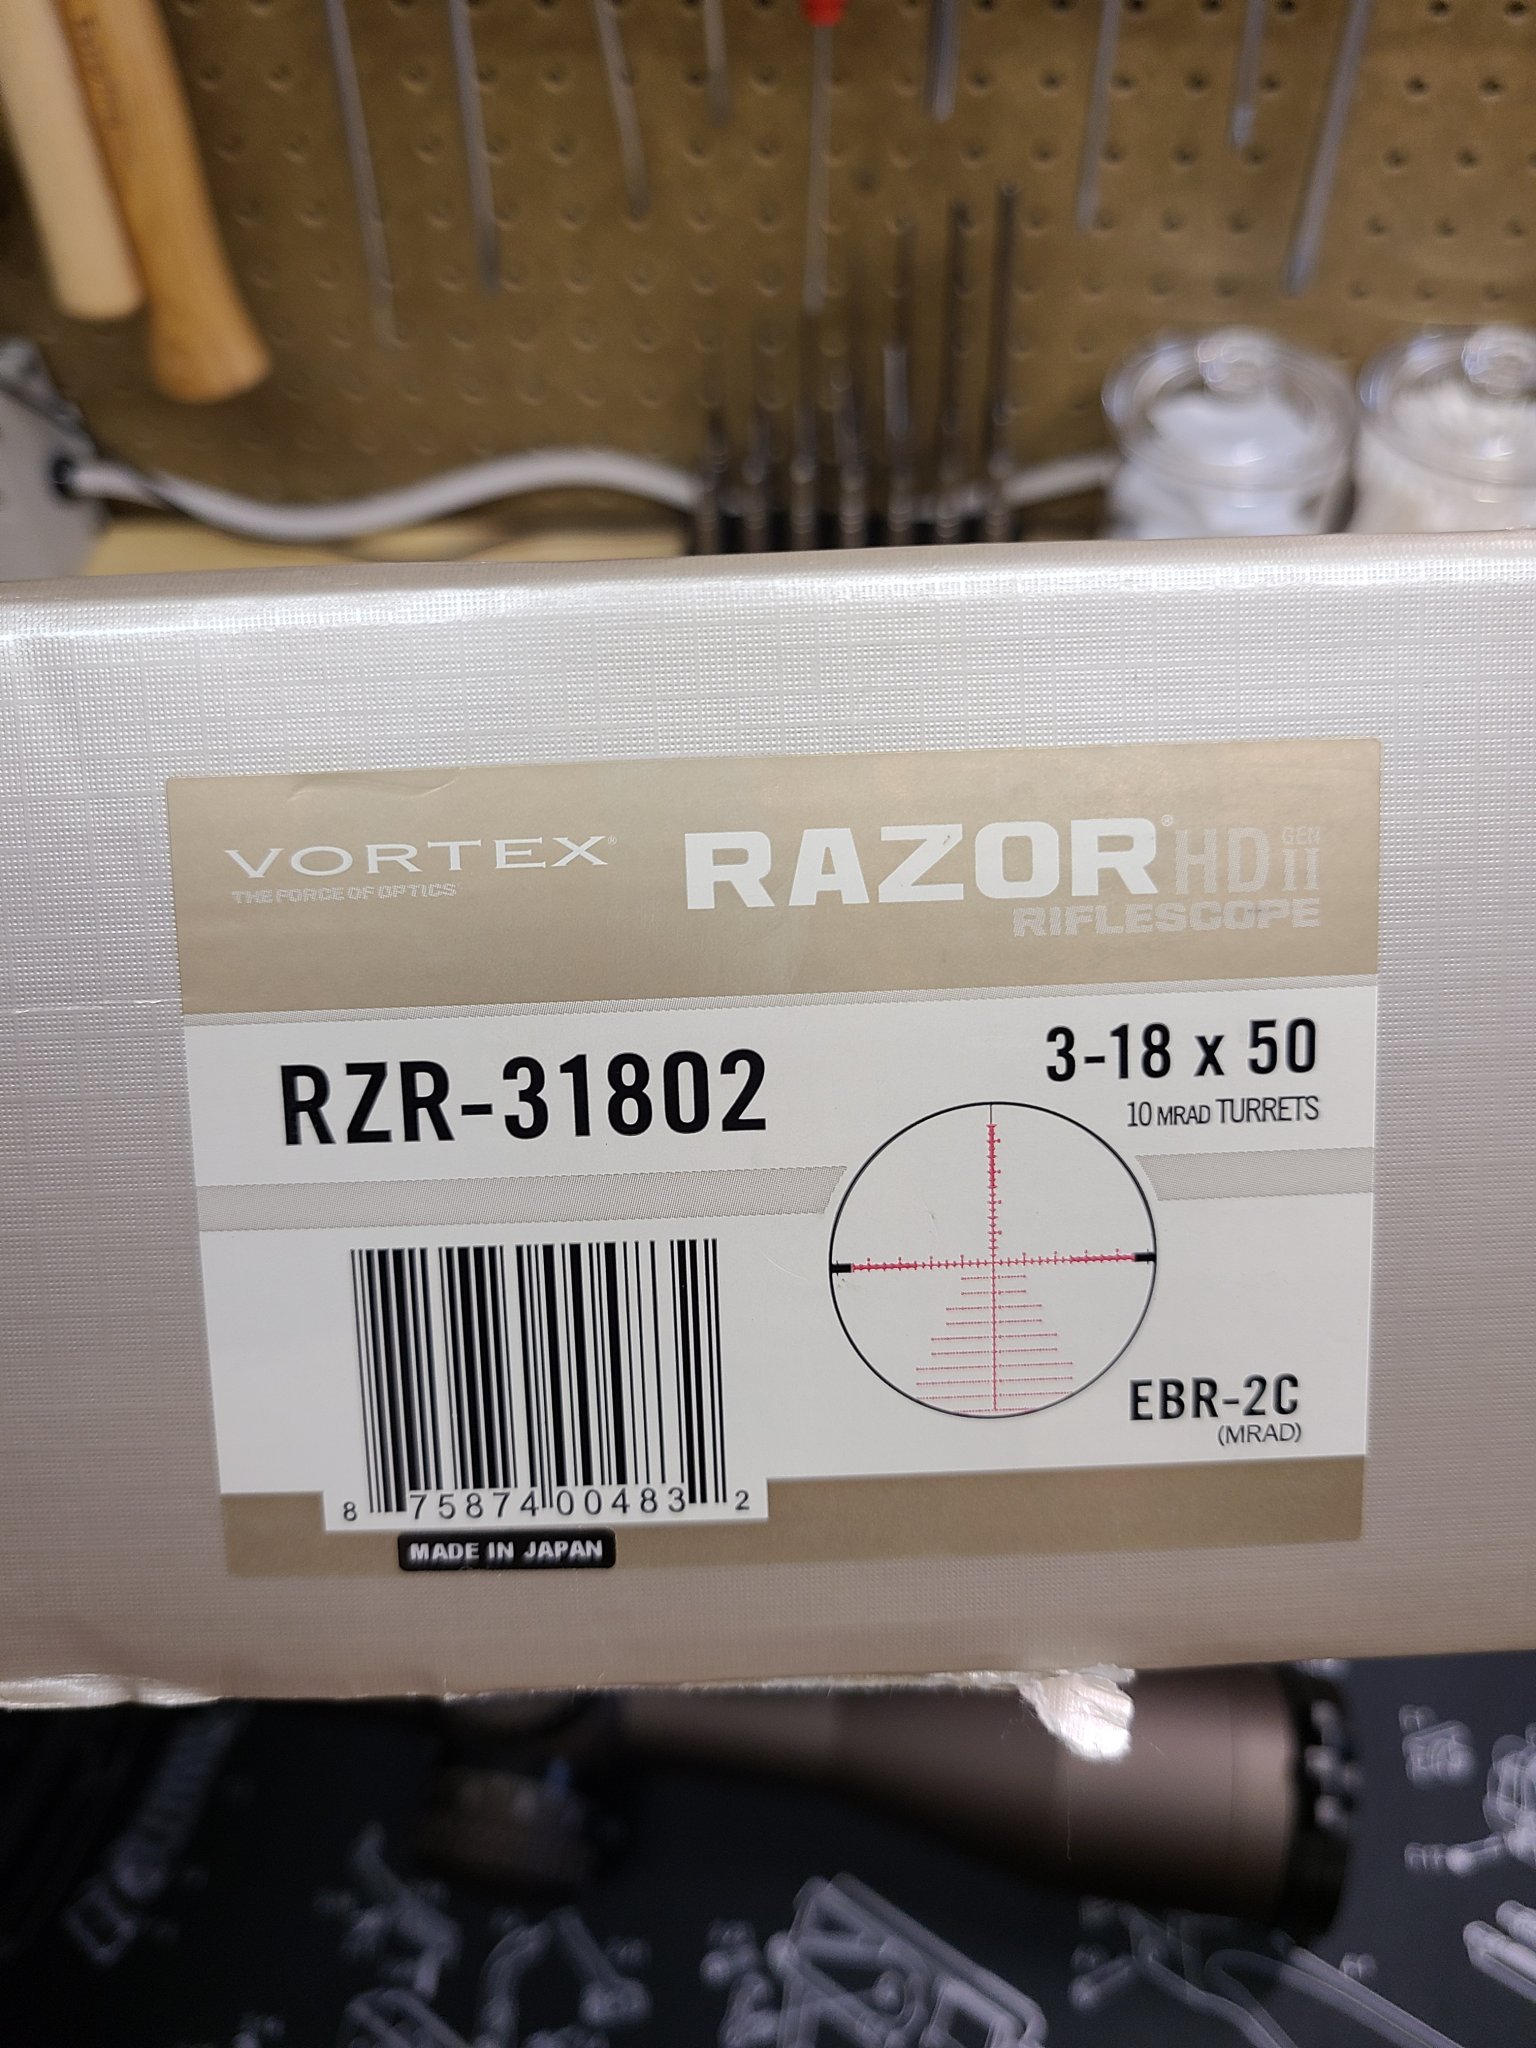 VORTEX®
THE FORCE OF OPTICS
RAZOR® HD GEN II
RIFLESCOPE
RZR-31802
3-18 x 50
10 MRAD TURRETS
EBR-2C
(MRAD)
8 75874 00483 2
MADE IN JAPAN